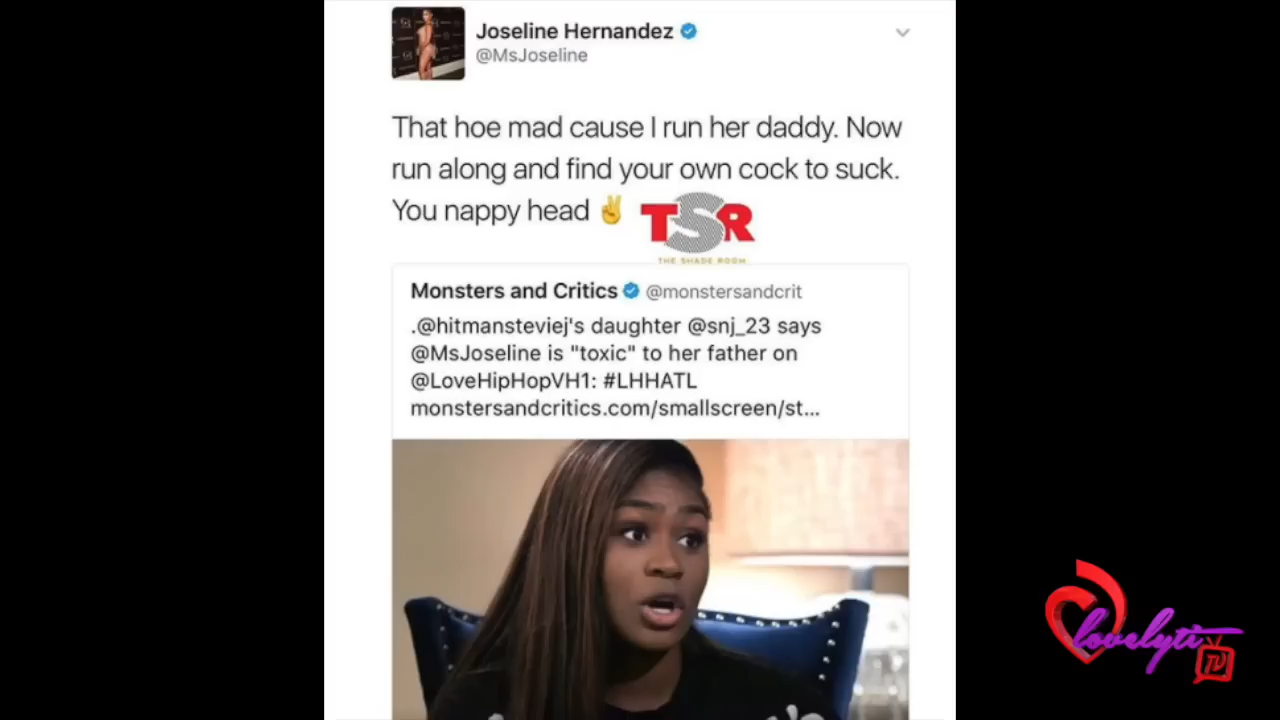 Joseline Hernandez
@MsJoseline
That hoe mad cause I run her daddy. Now
run along and find your own cock to suck.
You nappy head ✌
TSR
THE SHADE ROOM
Monsters and Critics @monstersandcrit
.@hitmansteviej's daughter @snj_23 says
@MsJoseline is "toxic" to her father on
@LoveHipHopVH1: #LHHATL
monstersandcritics.com/smallscreen/st...
lovelyti
TV